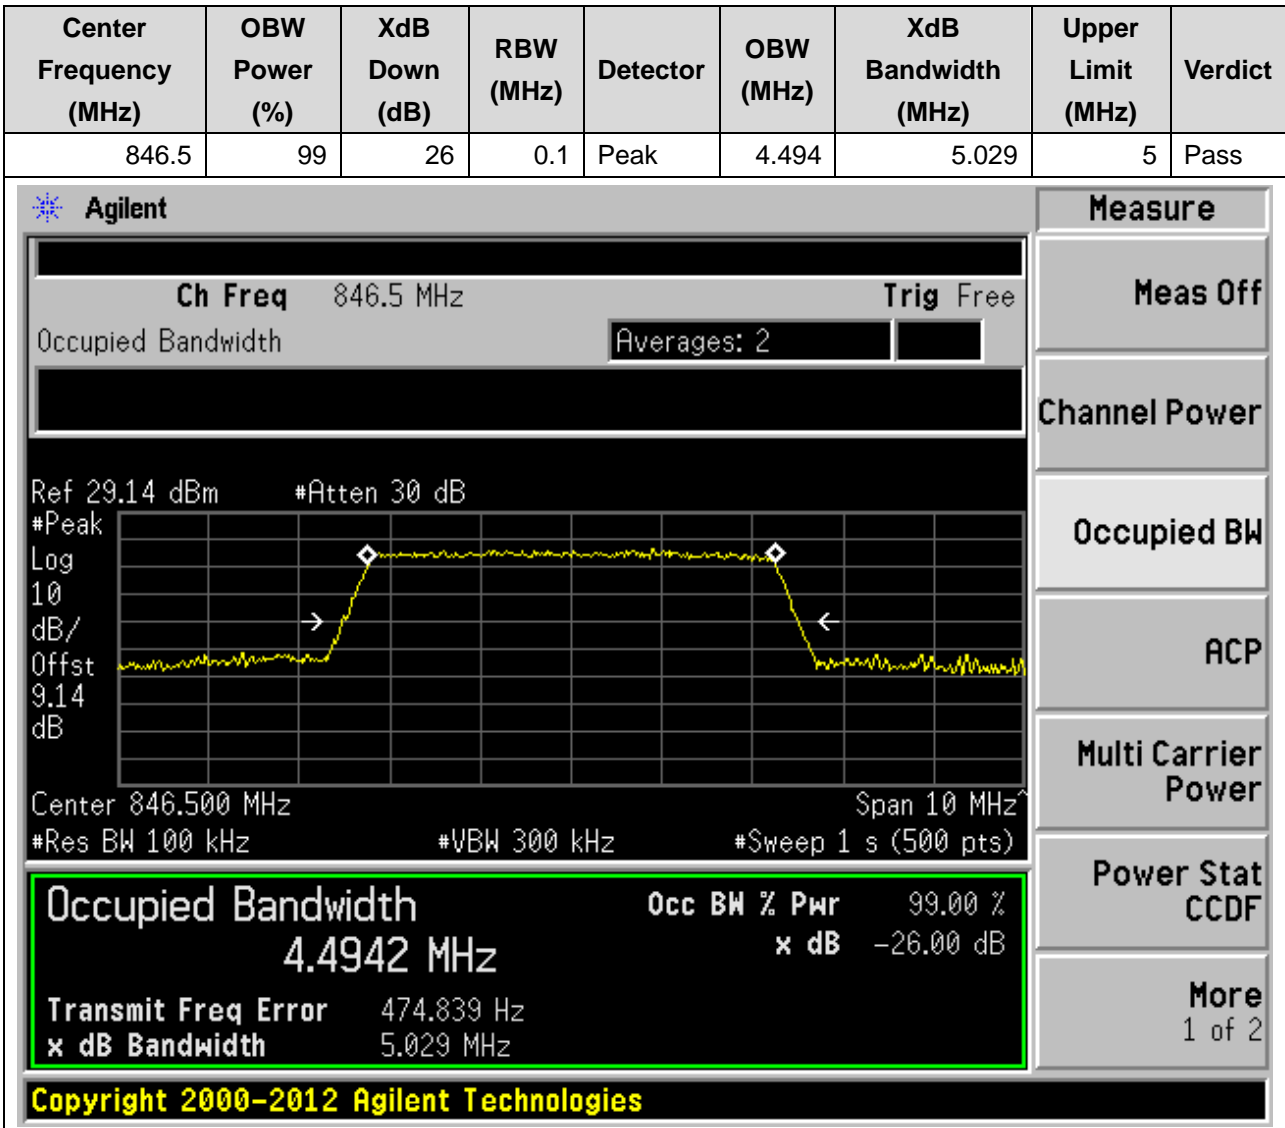 Center Frequency (MHz) OBW Power (%) XdB Down (dB) RBW (MHz) Detector OBW (MHz) XdB Bandwidth (MHz) Upper Limit (MHz) Verdict
846.5 99 26 0.1 Peak 4.494 5.029 5 Pass
Agilent
Measure
Ch Freq 846.5 MHz Trig Free
Meas Off
Occupied Bandwidth Averages: 2
Channel Power
Ref 29.14 dBm #Atten 30 dB
#Peak
Log
10
dB/
Offst
9.14
dB
Occupied BW
ACP
Multi Carrier
Power
Center 846.500 MHz Span 10 MHz^
#Res BW 100 kHz #VBW 300 kHz #Sweep 1 s (500 pts)
Power Stat
CCDF
Occupied Bandwidth Occ BW % Pwr 99.00 %
4.4942 MHz x dB -26.00 dB
Transmit Freq Error 474.839 Hz
x dB Bandwidth 5.029 MHz
More
1 of 2
Copyright 2000-2012 Agilent Technologies